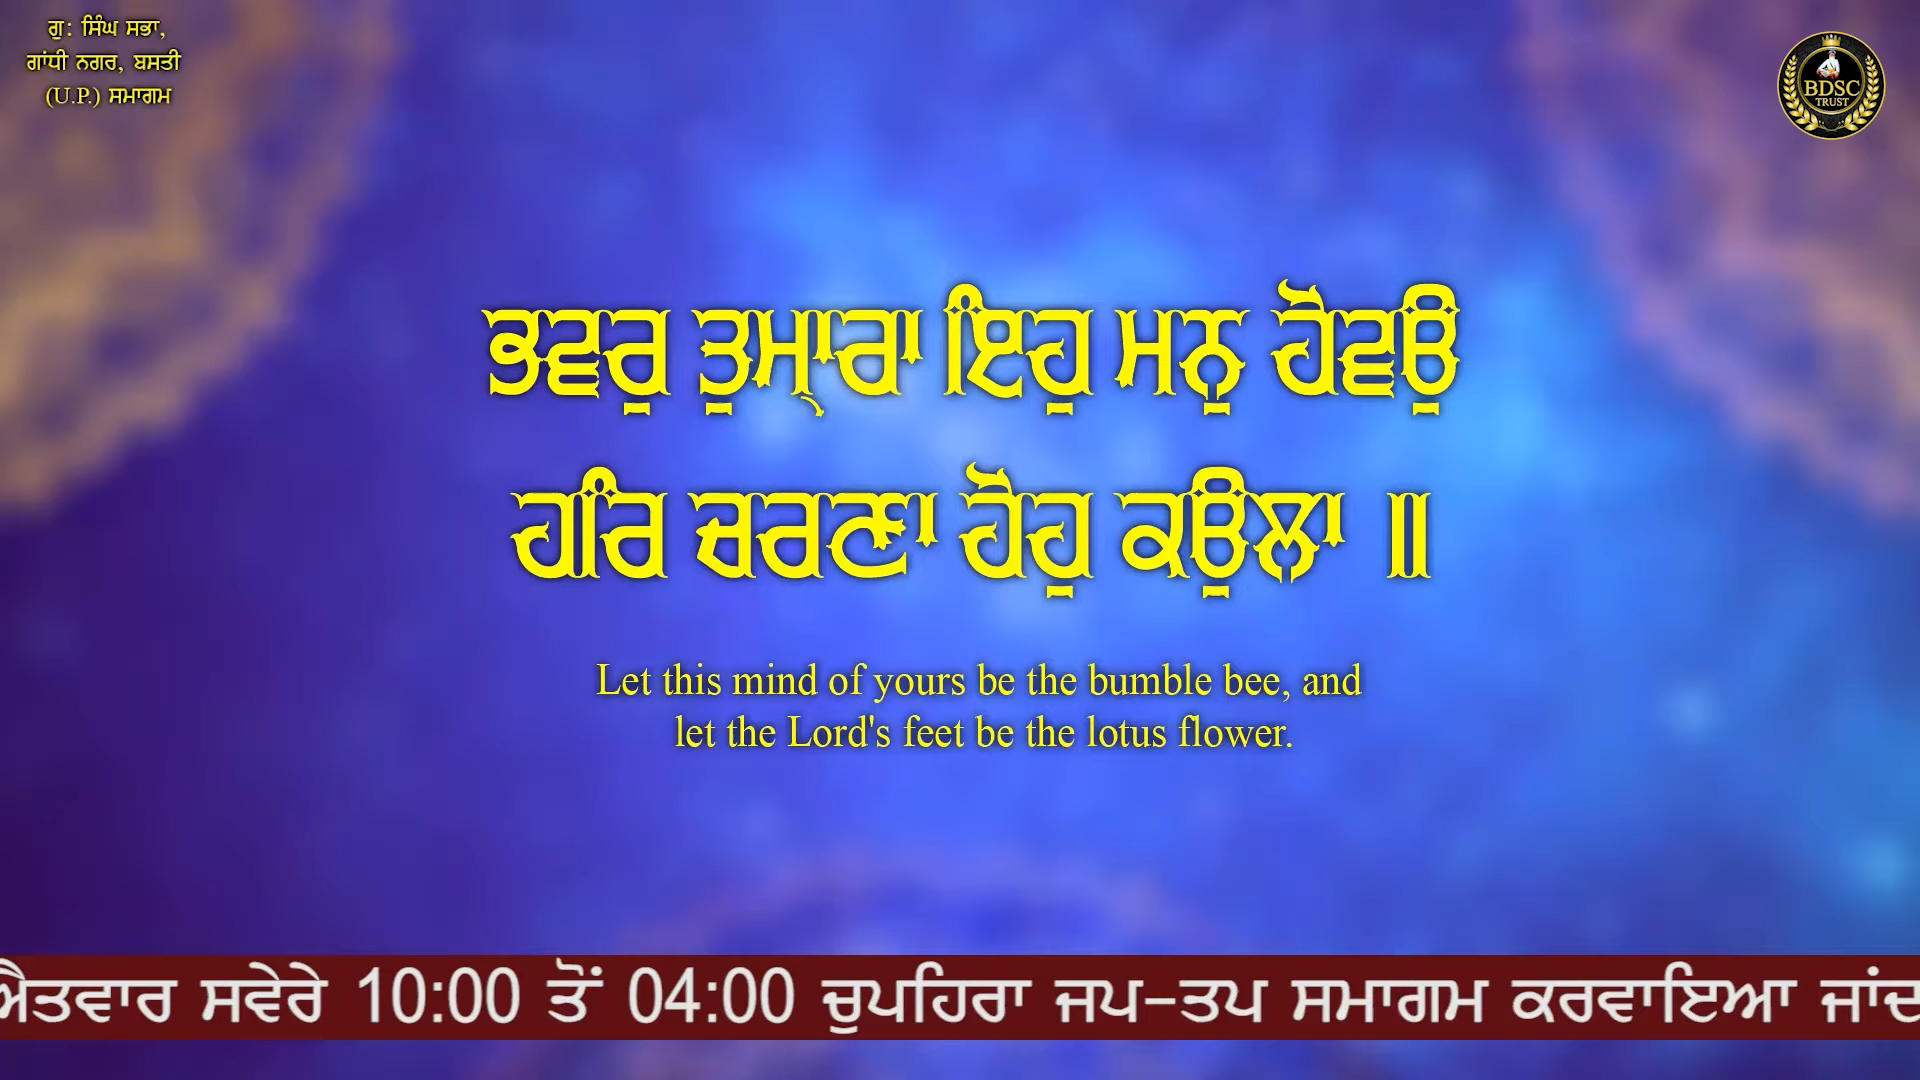 ਗੁ: ਸਿੰਘ ਸਭਾ,
ਗਾਂਧੀ ਨਗਰ, ਬਸਤੀ
(U.P.) ਸਮਾਗਮ
BDSC
TRUST
ਭਵਰੁ ਤੁਮ੍ਹਾਰਾ ਇਹੁ ਮਨੁ ਹੋਵਉ
ਹਰਿ ਚਰਣਾ ਹੋਹੁ ਕਉਲਾ ॥
Let this mind of yours be the bumble bee, and
let the Lord's feet be the lotus flower.
ਐਤਵਾਰ ਸਵੇਰੇ 10:00 ਤੋਂ 04:00 ਚੁਪਹਿਰਾ ਜਪ-ਤਪ ਸਮਾਗਮ ਕਰਵਾਇਆ ਜਾਂਦ